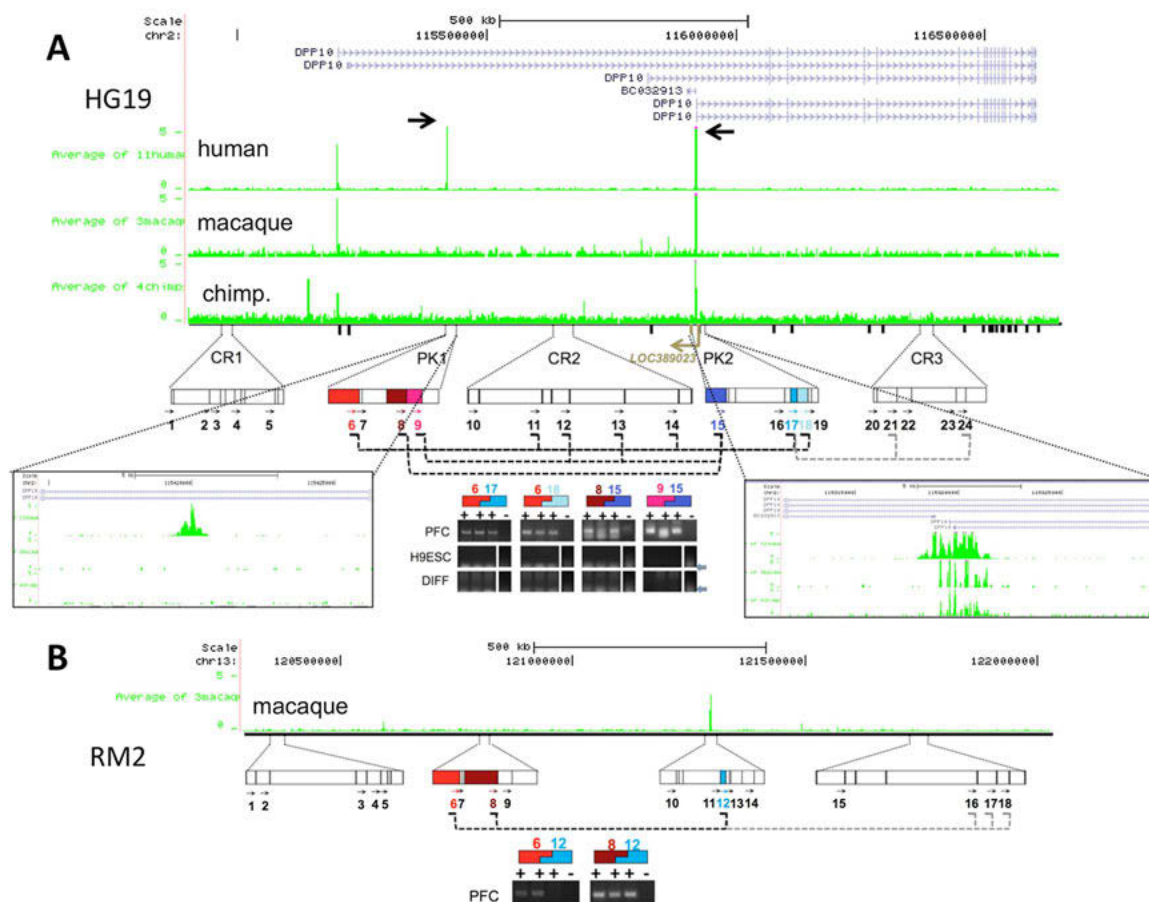 A
Scale
500 kb
chr2:
115500000
116000000
116500000
DPP10
DPP10
DPP10
BC032913
DPP10
DPP10
HG19
5
Average of 11human
human
0
5
Average of 3macaq
macaque
0
5
Average of 4chimp
chimp.
0
CR1 PK1 CR2 LOC389023 PK2 CR3
1 2 3 4 5 6 7 8 9 10 11 12 13 14 15 16 17 18 19 20 21 22 23 24
6 17 6 18 8 15 9 15
+ + + - + + + - + + + - + + + -
PFC
H9ESC
DIFF
B
Scale
500 kb
chr13:
120500000
121000000
121500000
122000000
5
Average of 3macaq
macaque
0
RM2
1 2 3 4 5 6 7 8 9 10 11 12 13 14 15 16 17 18
6 12 8 12
+ + + - + + + -
PFC